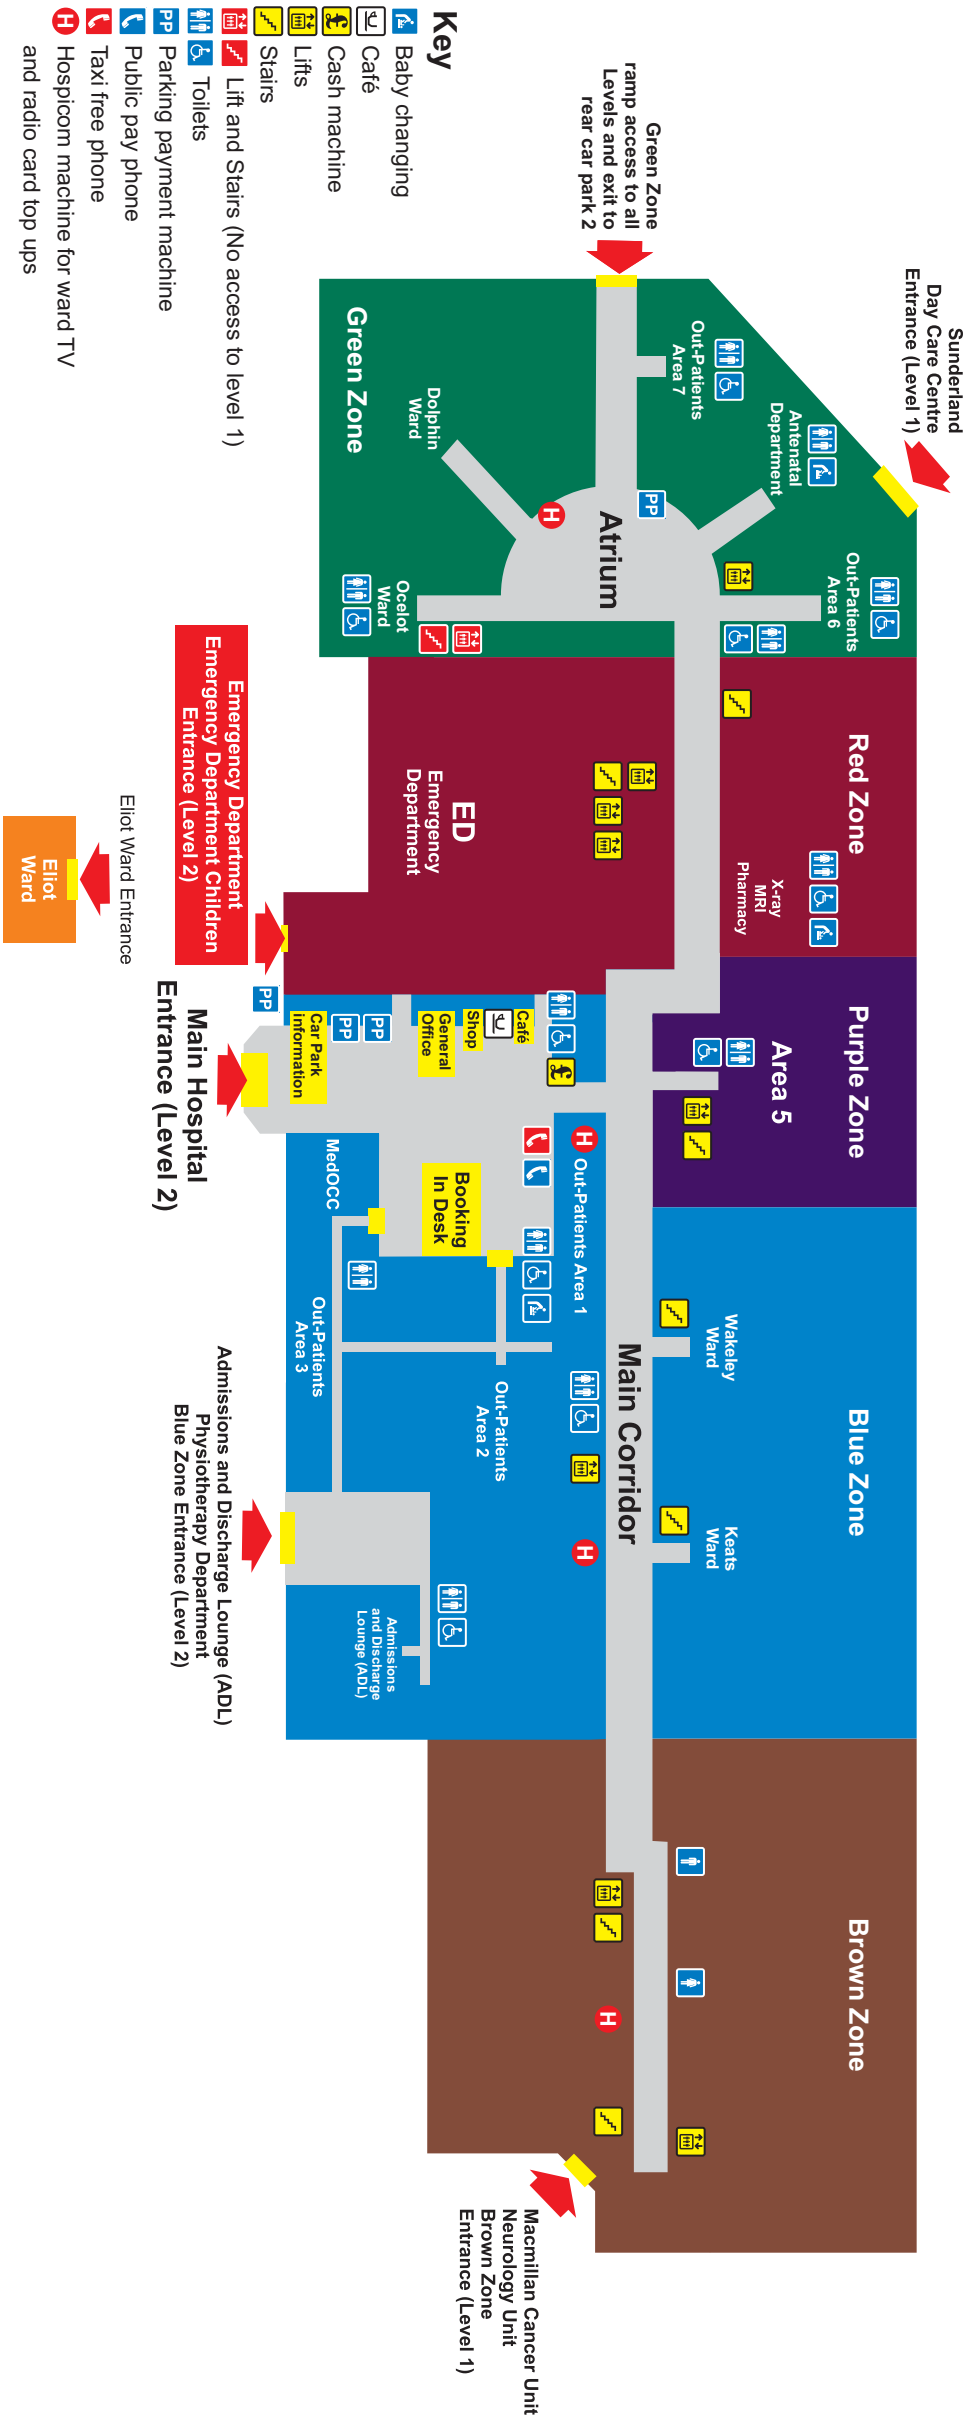 Sunderland
Day Care Centre
Entrance (Level 1)
Green Zone
ramp access to all
Levels and exit to
rear car park 2
Key
Baby changing
Café
£
Cash machine
Lifts
Stairs
Lift and Stairs (No access to level 1)
Toilets
PP
Parking payment machine
Public pay phone
Taxi free phone
H
Hospicom machine for ward TV
and radio card top ups
Out-Patients
Area 7
Antenatal
Department
Out-Patients
Area 6
PP
Atrium
H
Dolphin
Ward
Green Zone
Ocelot
Ward
Red Zone
X-ray
MRI
Pharmacy
ED
Emergency
Department
Emergency Department
Emergency Department Children
Entrance (Level 2)
Eliot Ward Entrance
Eliot
Ward
Purple Zone
Area 5
£
Café
Shop
General
Office
PP
PP
Car Park
information
PP
Main Hospital
Entrance (Level 2)
H
Out-Patients Area 1
Booking
In Desk
MedOCC
Out-Patients
Area 3
Out-Patients
Area 2
Blue Zone
Wakeley
Ward
Keats
Ward
Main Corridor
H
Admissions
and Discharge
Lounge (ADL)
Admissions and Discharge Lounge (ADL)
Physiotherapy Department
Blue Zone Entrance (Level 2)
Brown Zone
H
Macmillan Cancer Unit
Neurology Unit
Brown Zone
Entrance (Level 1)